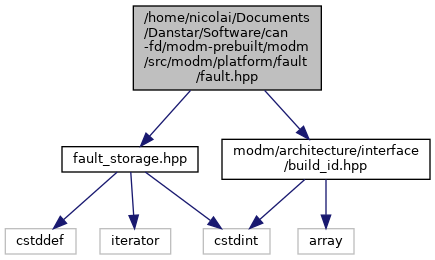 /home/nicolai/Documents
/Danstar/Software/can
-fd/modm-prebuilt/modm
/src/modm/platform/fault
/fault.hpp
fault_storage.hpp
modm/architecture/interface
/build_id.hpp
cstddef
iterator
cstdint
array